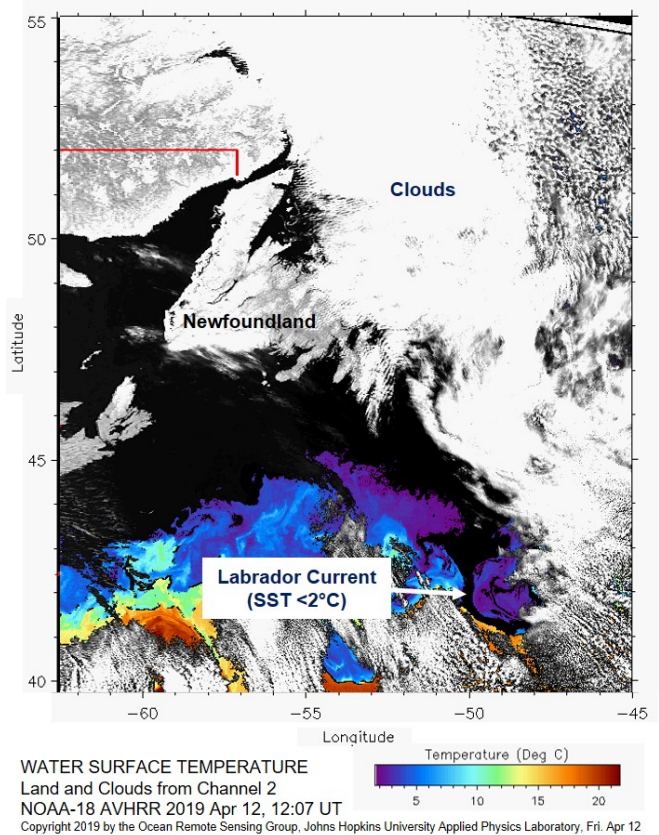 55
50
45
40
Latitude
Clouds
Newfoundland
Labrador Current
(SST <2°C)
−60
−55
−50
−45
Longitude
WATER SURFACE TEMPERATURE
Land and Clouds from Channel 2
NOAA-18 AVHRR 2019 Apr 12, 12:07 UT
Temperature (Deg C)
5
10
15
20
Copyright 2019 by the Ocean Remote Sensing Group, Johns Hopkins University Applied Physics Laboratory, Fri. Apr 12